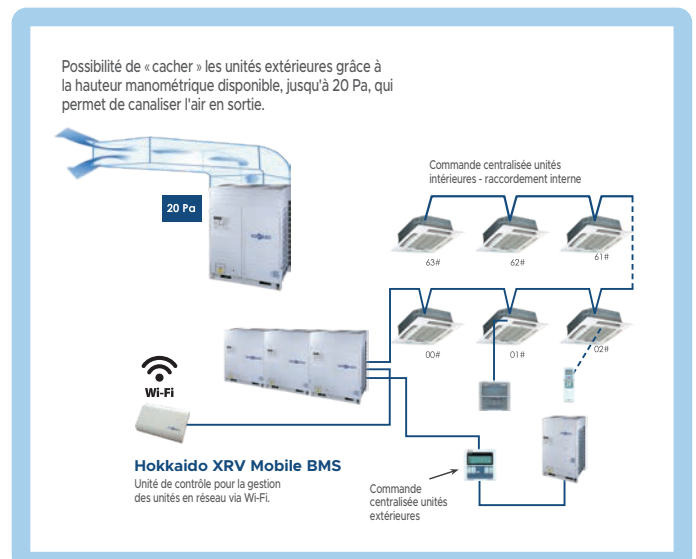 Possibilité de « cacher » les unités extérieures grâce à
la hauteur manométrique disponible, jusqu'à 20 Pa, qui
permet de canaliser l'air en sortie.
20 Pa
Commande centralisée unités
intérieures - raccordement interne
63#
62#
61#
00#
01#
02#
Wi-Fi
Hokkaido XRV Mobile BMS
Unité de contrôle pour la gestion
des unités en réseau via Wi-Fi.
Commande
centralisée unités
extérieures